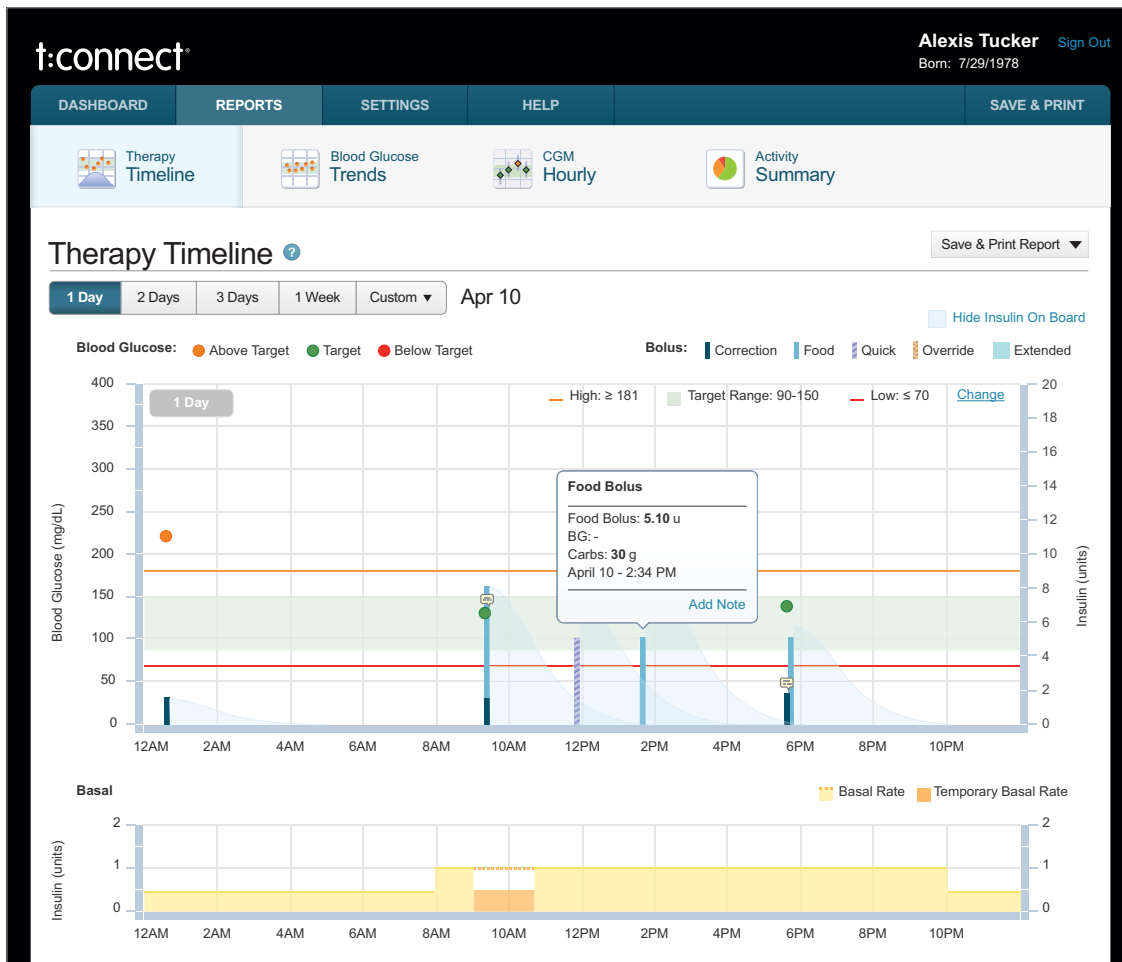 t:connect
Alexis Tucker Sign Out
Born: 7/29/1978
DASHBOARD REPORTS SETTINGS HELP SAVE & PRINT
Therapy
Timeline
Blood Glucose
Trends
CGM
Hourly
Activity
Summary
Therapy Timeline ?
Save & Print Report
1 Day 2 Days 3 Days 1 Week Custom Apr 10
Hide Insulin On Board
Blood Glucose: Above Target Target Below Target
Bolus: Correction Food Quick Override Extended
1 Day
High: ≥ 181 Target Range: 90-150 Low: ≤ 70 Change
Blood Glucose (mg/dL)
400
350
300
250
200
150
100
50
0
Food Bolus
Food Bolus: 5.10 u
BG: -
Carbs: 30 g
April 10 - 2:34 PM
Add Note
20
18
16
14
12
10
8
6
4
2
0
Insulin (units)
12AM 2AM 4AM 6AM 8AM 10AM 12PM 2PM 4PM 6PM 8PM 10PM
Basal
Basal Rate Temporary Basal Rate
Insulin (units)
2
1
0
2
1
0
12AM 2AM 4AM 6AM 8AM 10AM 12PM 2PM 4PM 6PM 8PM 10PM